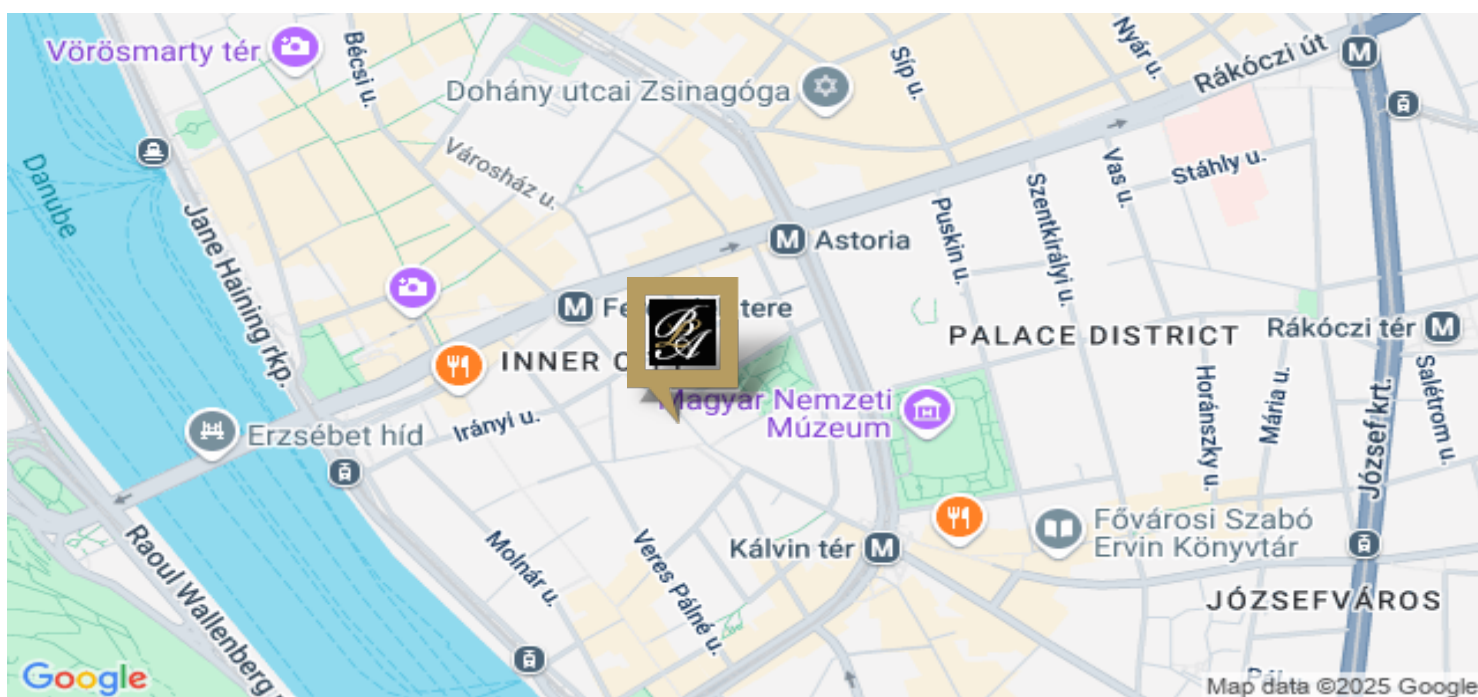 Vörösmarty tér
Bécsi u.
Síp u.
Nyár u.
Rákóczi út
M
Dohány utcai Zsinagóga
Városház u.
Vas u.
Stáhly u.
Danube
Jane Haining rkp.
Puskin u.
Szentkirályi u.
M Astoria
M Fe
tere
PALACE DISTRICT
Rákóczi tér M
INNER C
Magyar Nemzeti
Múzeum
Horánszky u.
Mária u.
József krt.
Salétrom u.
Irányi u.
Erzsébet híd
Fővárosi Szabó
Ervin Könyvtár
Kálvin tér M
Molnár u.
Veres Pálné u.
Raoul Wallenberg
JÓZSEFVÁROS
Google
Map data ©2025 Google